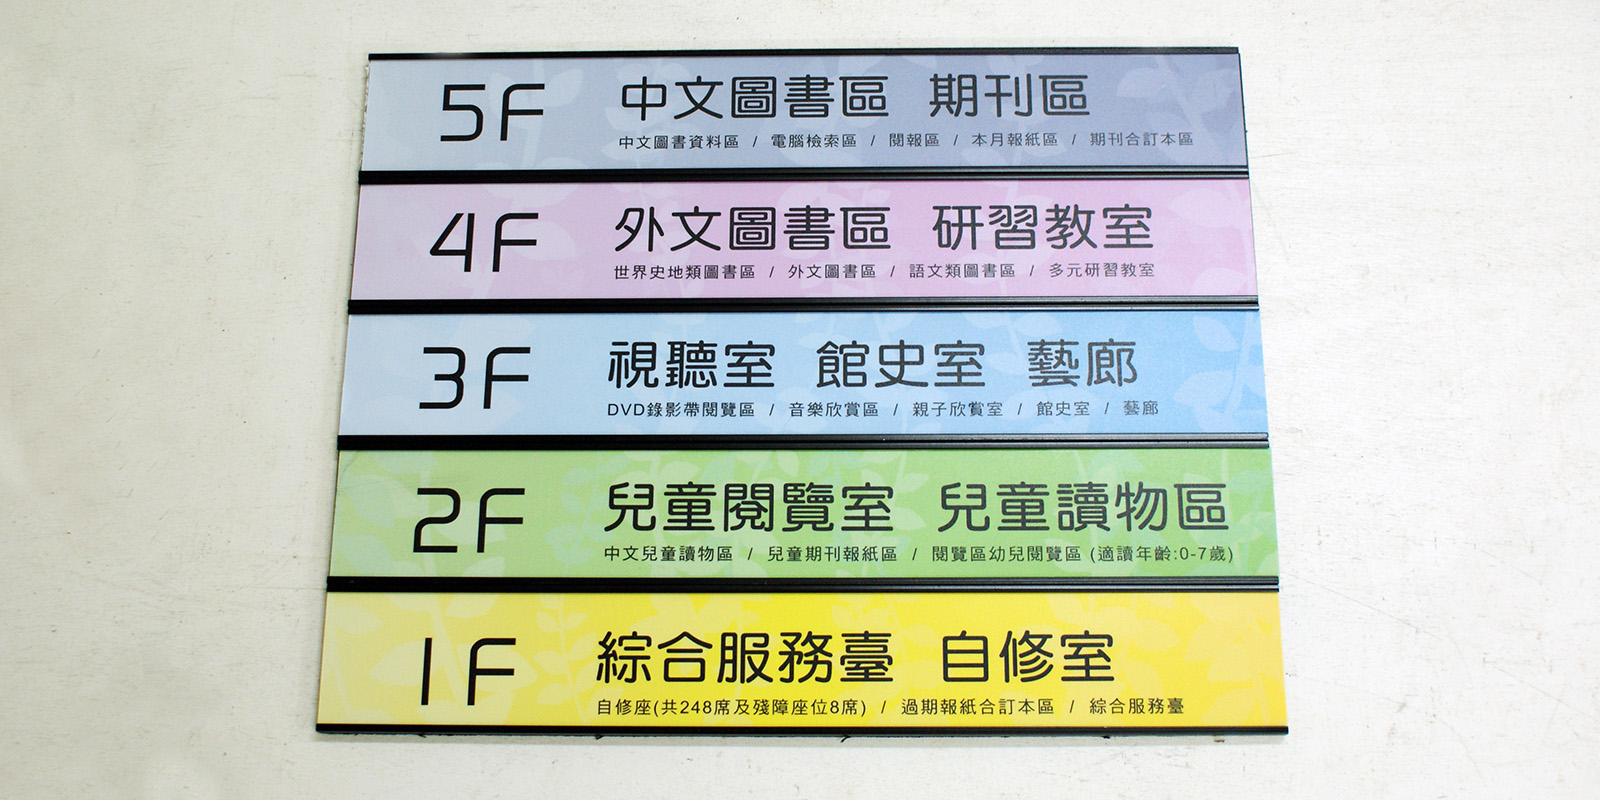 5F
中文圖書區 期刊區
中文圖書資料區 / 電腦檢索區 / 閱報區 / 本月報紙區 / 期刊合訂本區
4F
外文圖書區 研習教室
世界史地類圖書區 / 外文圖書區 / 語文類圖書區 / 多元研習教室
3F
視聽室 館史室 藝廊
DVD錄影帶閱覽區 / 音樂欣賞區 / 親子欣賞室 / 館史室 / 藝廊
2F
兒童閱覽室 兒童讀物區
中文兒童讀物區 / 兒童期刊報紙區 / 閱覽區幼兒閱覽區 (適讀年齡:0-7歲)
1F
綜合服務臺 自修室
自修座(共248席及殘障座位8席) / 過期報紙合訂本區 / 綜合服務臺